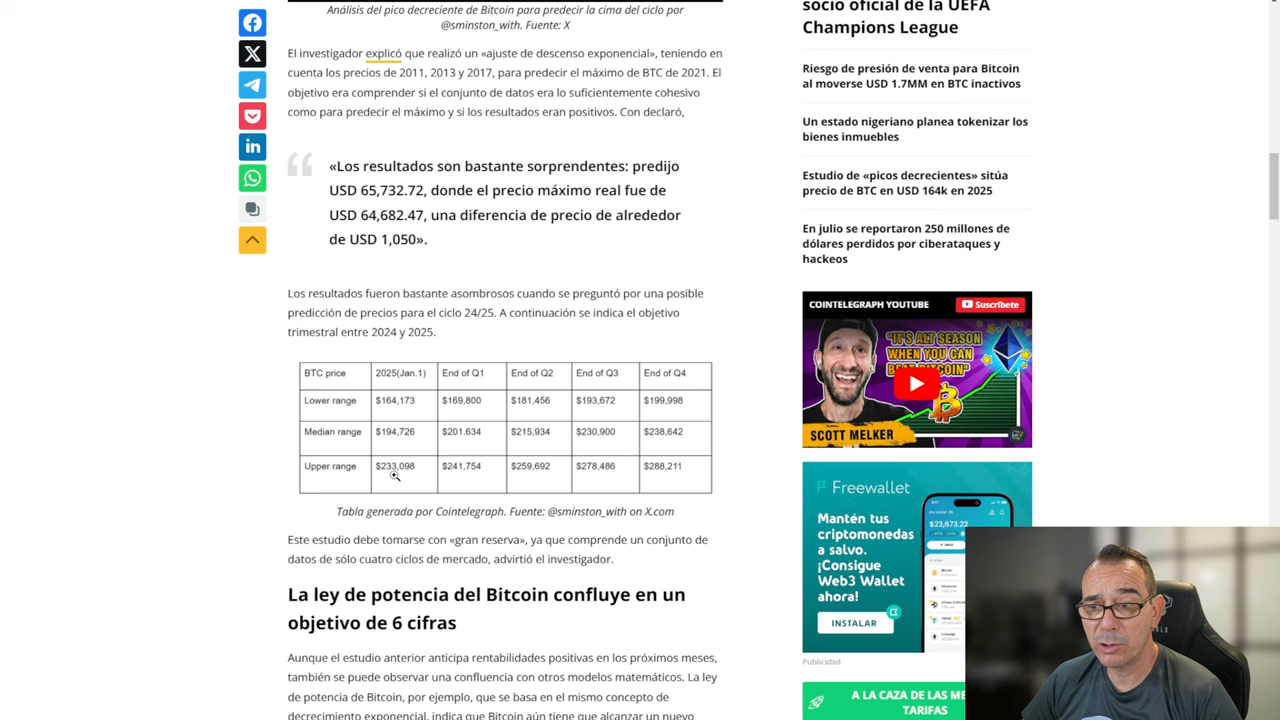 Análisis del pico decreciente de Bitcoin para predecir la cima del ciclo por
@sminston_with. Fuente: X
El investigador explicó que realizó un «ajuste de descenso exponencial», teniendo en
cuenta los precios de 2011, 2013 y 2017, para predecir el máximo de BTC de 2021. El
objetivo era comprender si el conjunto de datos era lo suficientemente cohesivo
como para predecir el máximo y si los resultados eran positivos. Con declaró,
«Los resultados son bastante sorprendentes: predijo
USD 65,732.72, donde el precio máximo real fue de
USD 64,682.47, una diferencia de precio de alrededor
de USD 1,050».
Los resultados fueron bastante asombrosos cuando se preguntó por una posible
predicción de precios para el ciclo 24/25. A continuación se indica el objetivo
trimestral entre 2024 y 2025.
BTC price 2025(Jan.1) End of Q1 End of Q2 End of Q3 End of Q4
Lower range $164,173 $169,800 $181,456 $193,672 $199,998
Median range $194,726 $201.634 $215,934 $230,900 $238,642
Upper range $233,098 $241,754 $259,692 $278,486 $288,211
Tabla generada por Cointelegraph. Fuente: @sminston_with on X.com
Este estudio debe tomarse con «gran reserva», ya que comprende un conjunto de
datos de sólo cuatro ciclos de mercado, advirtió el investigador.
La ley de potencia del Bitcoin confluye en un
objetivo de 6 cifras
Aunque el estudio anterior anticipa rentabilidades positivas en los próximos meses,
también se puede observar una confluencia con otros modelos matemáticos. La ley
de potencia de Bitcoin, por ejemplo, que se basa en el mismo concepto de
decrecimiento exponencial, indica que Bitcoin aún tiene que alcanzar un nuevo
socio oficial de la UEFA
Champions League
Riesgo de presión de venta para Bitcoin
al moverse USD 1.7MM en BTC inactivos
Un estado nigeriano planea tokenizar los
bienes inmuebles
Estudio de «picos decrecientes» sitúa
precio de BTC en USD 164k en 2025
En julio se reportaron 250 millones de
dólares perdidos por ciberataques y
hackeos
COINTELEGRAPH YOUTUBE
Suscríbete
"IT'S ALT SEASON
WHEN YOU CAN
BEAT BITCOIN"
SCOTT MELKER
Freewallet
Mantén tus
criptomonedas
a salvo.
¡Consigue
Web3 Wallet
ahora!
INSTALAR
$23,673.22
Publicidad
A LA CAZA DE LAS ME
TARIFAS